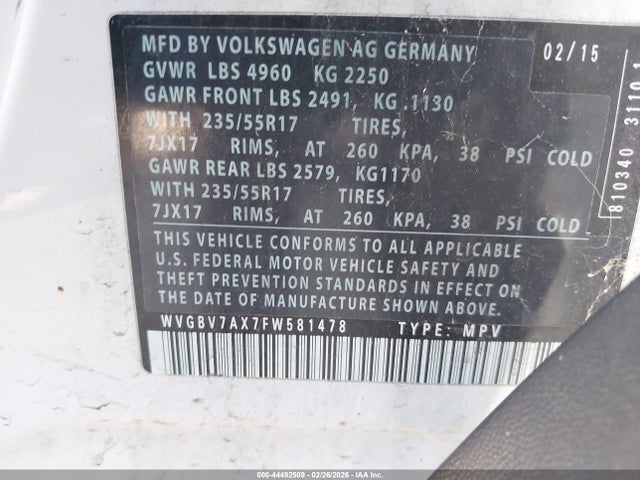 MFD BY VOLKSWAGEN AG GERMANY 02/15
GVWR LBS 4960 KG 2250
GAWR FRONT LBS 2491, KG .1130
WITH 235/55R17 TIRES,
7JX17 RIMS, AT 260 KPA, 38 PSI COLD
GAWR REAR LBS 2579, KG1170
WITH 235/55R17 TIRES,
7JX17 RIMS, AT 260 KPA, 38 PSI COLD
THIS VEHICLE CONFORMS TO ALL APPLICABLE
U.S. FEDERAL MOTOR VEHICLE SAFETY AND
THEFT PREVENTION STANDARDS IN EFFECT ON
THE DATE OF MANUFACTURE SHOWN ABOVE.
WVGBV7AX7FW581478 TYPE: MPV
810340 31101
000-44492509 - 02/26/2026 - IAAI.COM